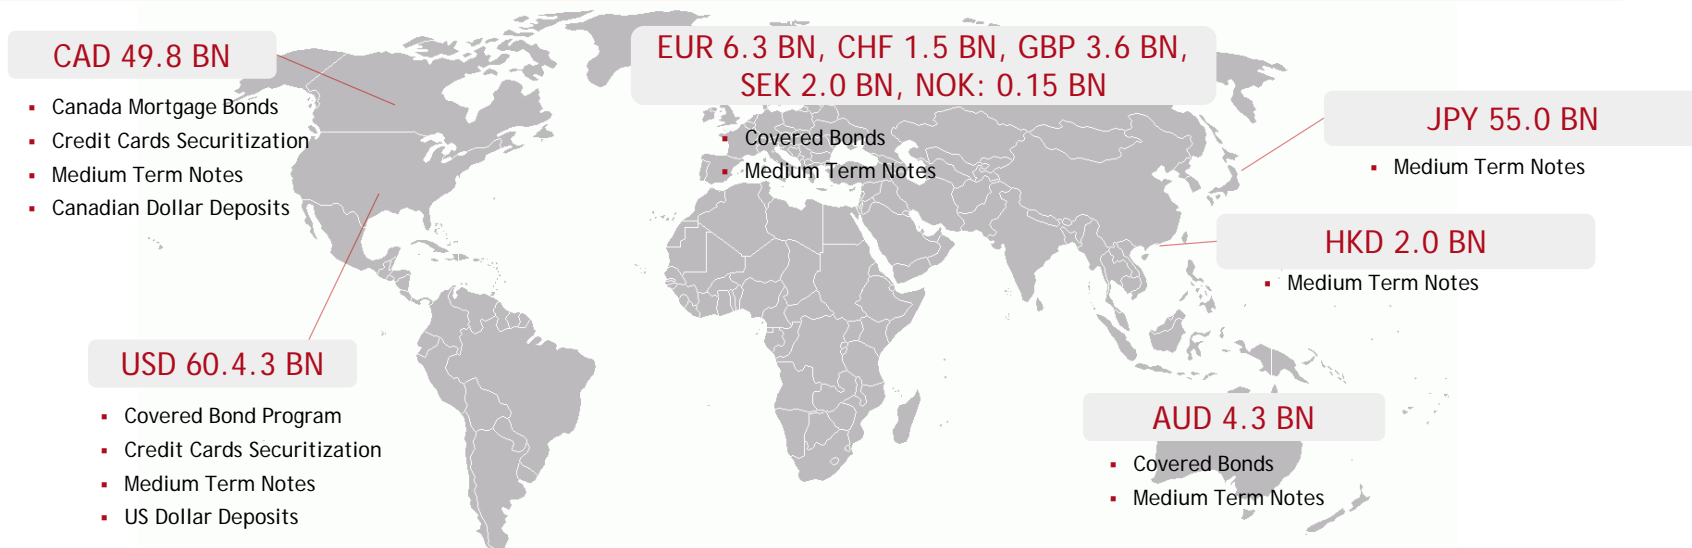 CAD 49.8 BN
▪ Canada Mortgage Bonds
▪ Credit Cards Securitization
▪ Medium Term Notes
▪ Canadian Dollar Deposits
EUR 6.3 BN, CHF 1.5 BN, GBP 3.6 BN,
SEK 2.0 BN, NOK: 0.15 BN
▪ Covered Bonds
▪ Medium Term Notes
JPY 55.0 BN
▪ Medium Term Notes
HKD 2.0 BN
▪ Medium Term Notes
USD 60.4.3 BN
▪ Covered Bond Program
▪ Credit Cards Securitization
▪ Medium Term Notes
▪ US Dollar Deposits
AUD 4.3 BN
▪ Covered Bonds
▪ Medium Term Notes